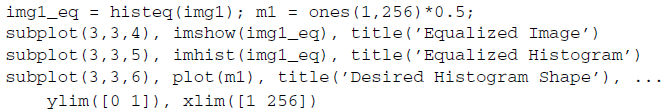 img1_eq = histeq(img1); m1 = ones(1,256)*0.5;
subplot(3,3,4), imshow(img1_eq), title(’Equalized Image’)
subplot(3,3,5), imhist(img1_eq), title(’Equalized Histogram’)
subplot(3,3,6), plot(m1), title(’Desired Histogram Shape’), ...
ylim([0 1]), xlim([1 256])